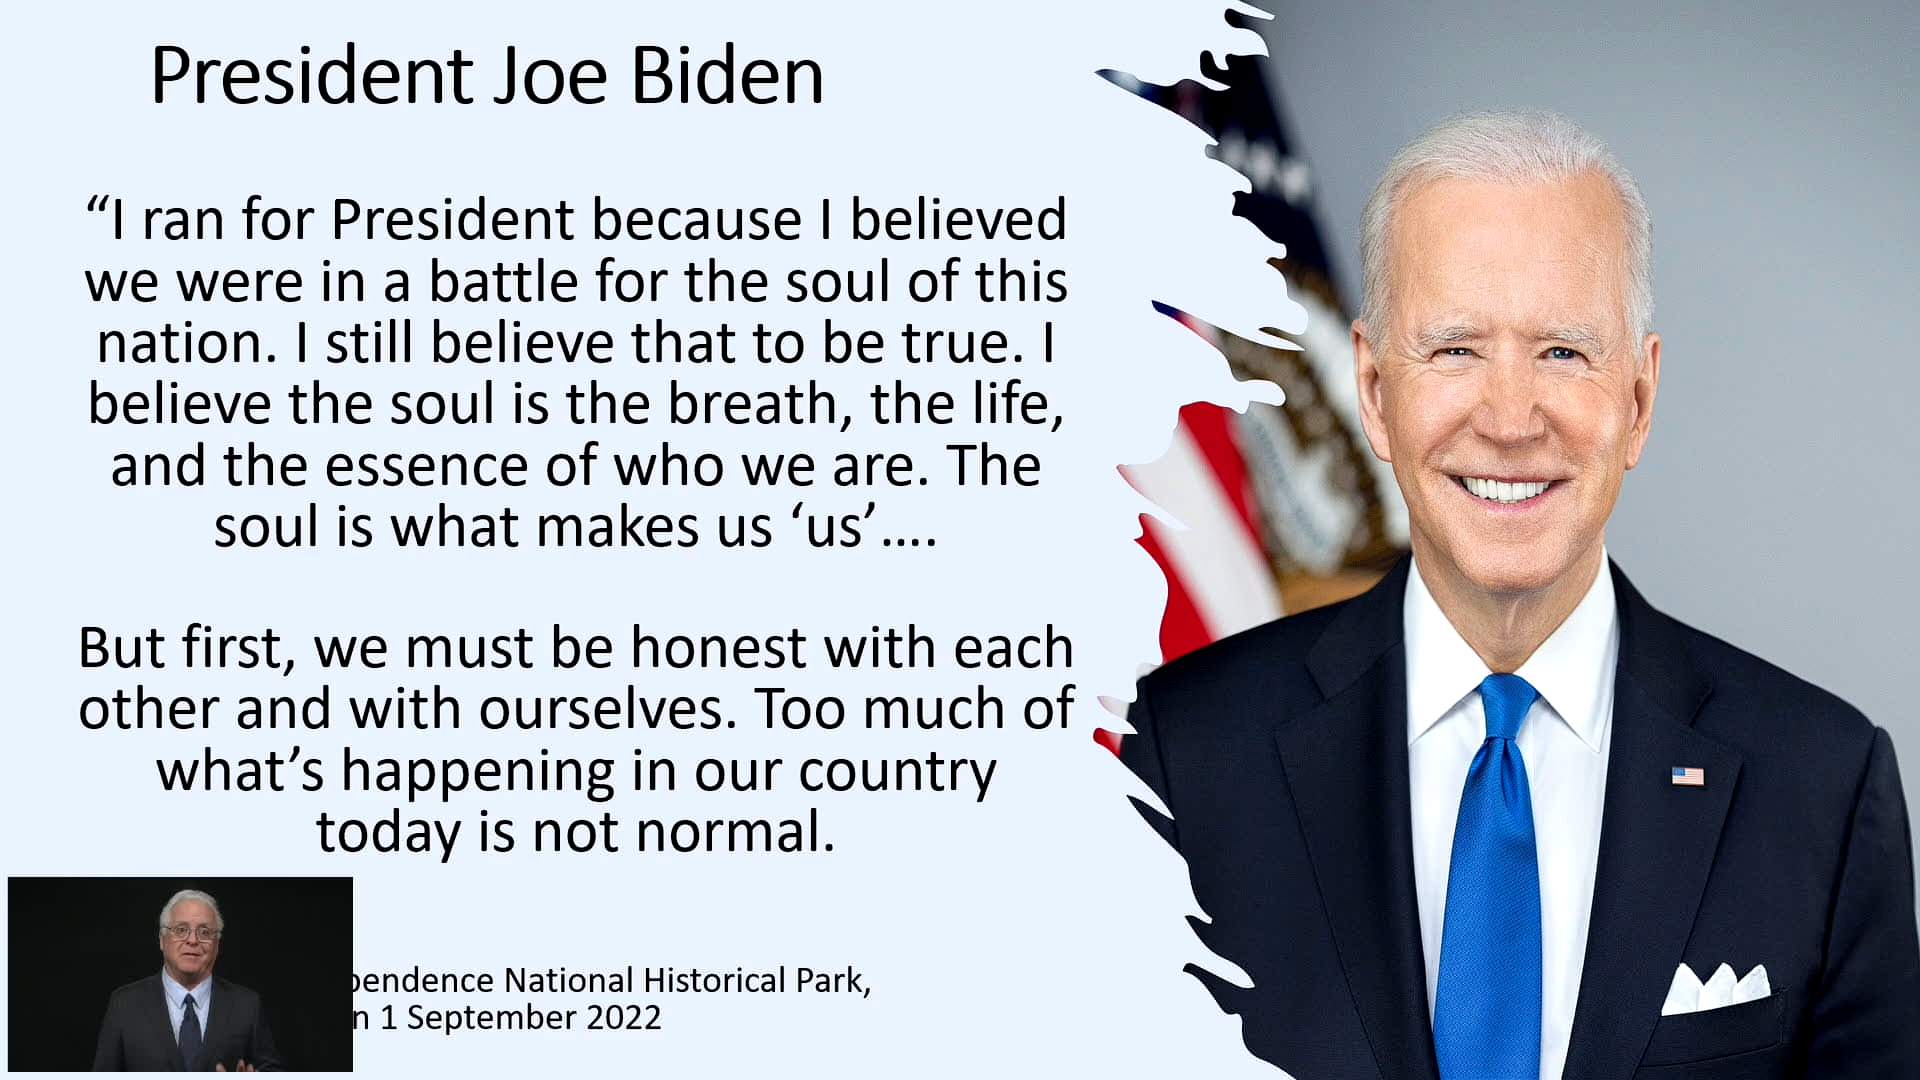 President Joe Biden
“I ran for President because I believed
we were in a battle for the soul of this
nation. I still believe that to be true. I
believe the soul is the breath, the life,
and the essence of who we are. The
soul is what makes us ‘us’….
But first, we must be honest with each
other and with ourselves. Too much of
what’s happening in our country
today is not normal.
pendence National Historical Park,
n 1 September 2022